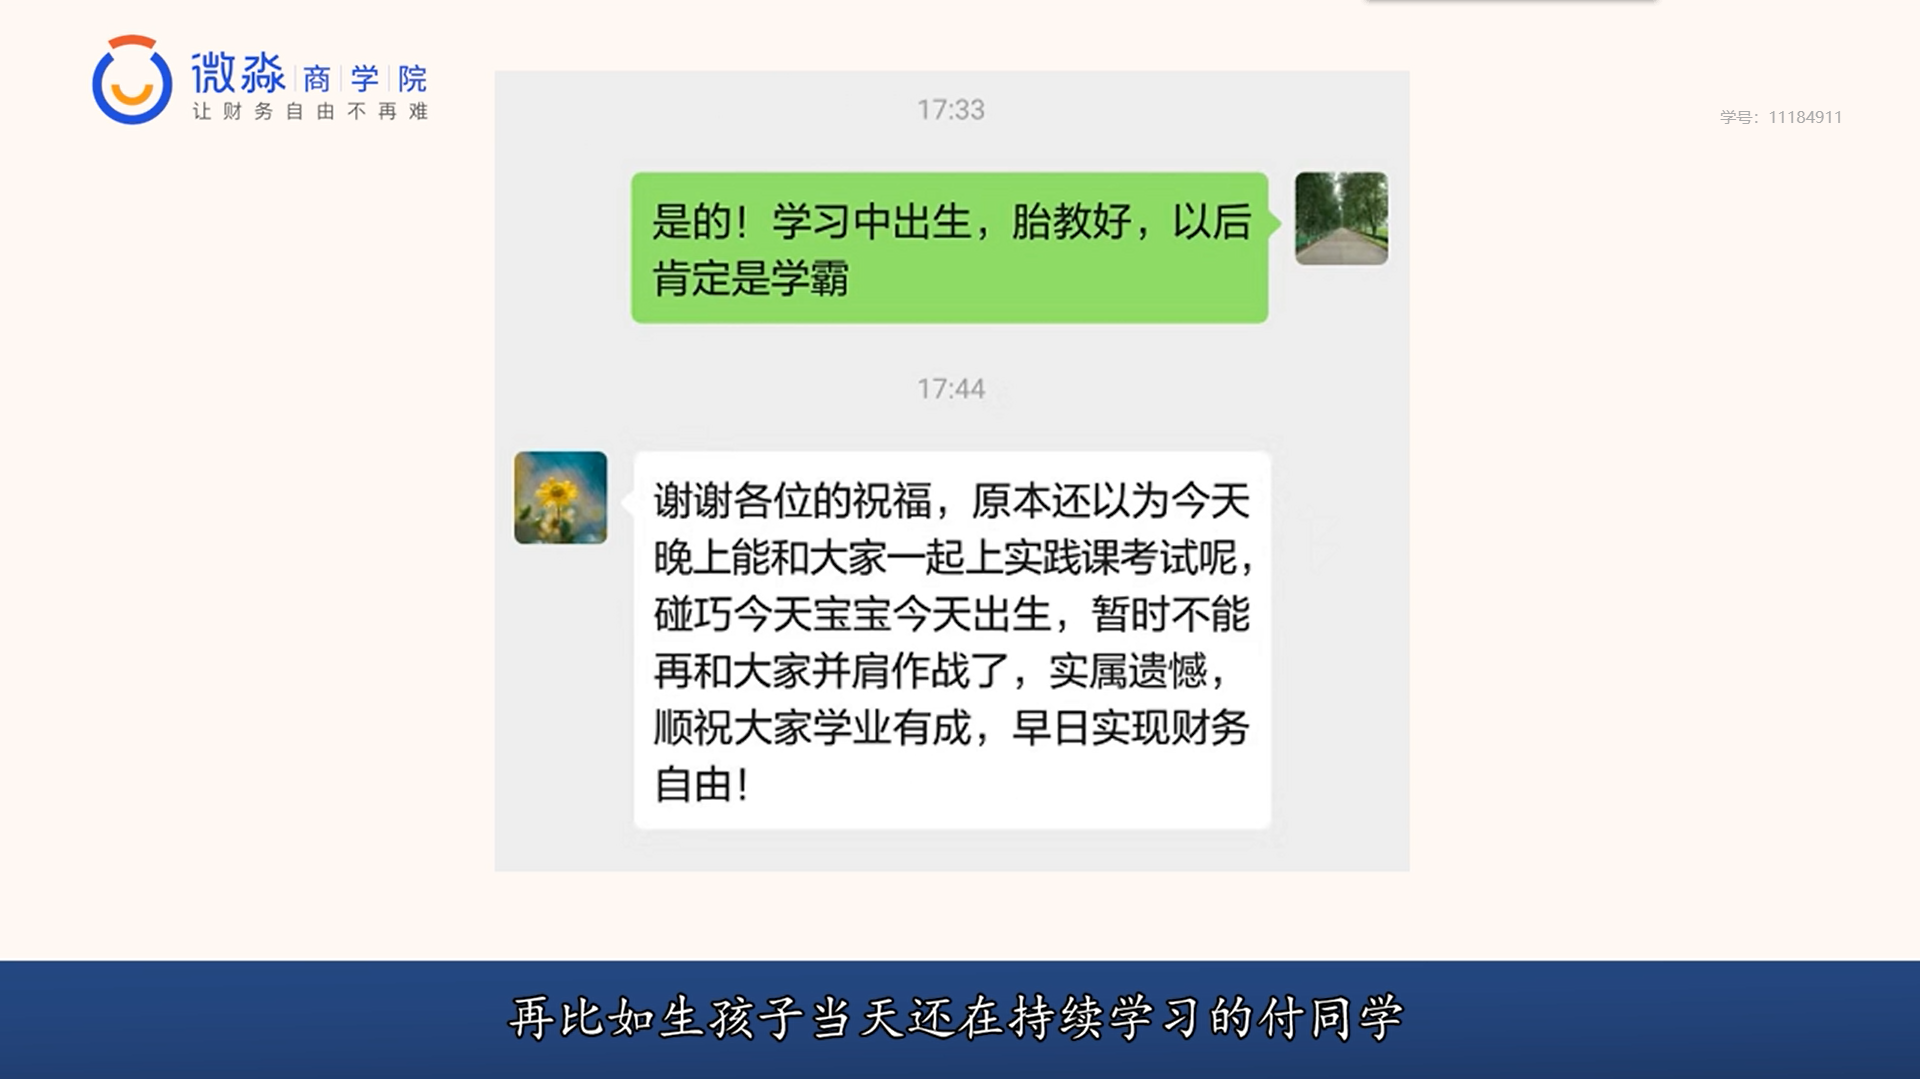 微淼商学院
让财务自由不再难
学号：11184911
17:33
是的！学习中出生，胎教好，以后
肯定是学霸
17:44
谢谢各位的祝福，原本还以为今天
晚上能和大家一起上实践课考试呢，
碰巧今天宝宝今天出生，暂时不能
再和大家并肩作战了，实属遗憾，
顺祝大家学业有成，早日实现财务
自由！
再比如生孩子当天还在持续学习的付同学